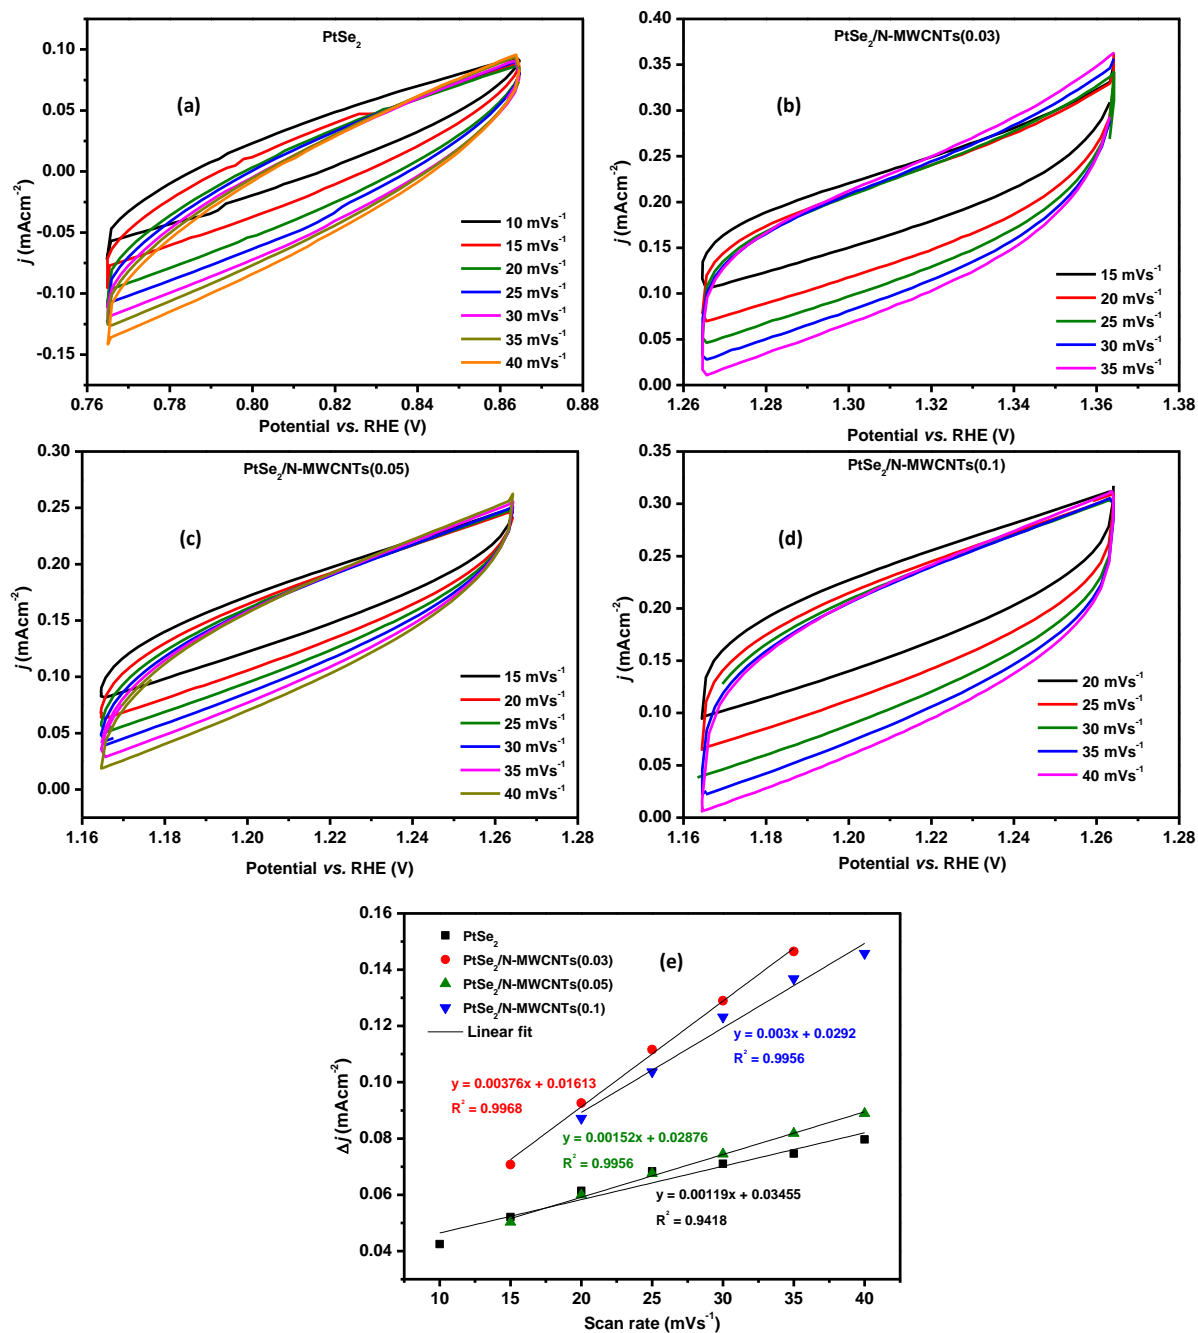 PtSe2
(a)
j (mAcm-2)
0.10
0.05
0.00
-0.05
-0.10
-0.15
10 mVs-1
15 mVs-1
20 mVs-1
25 mVs-1
30 mVs-1
35 mVs-1
40 mVs-1
0.76 0.78 0.80 0.82 0.84 0.86 0.88
Potential vs. RHE (V)
PtSe2/N-MWCNTs(0.03)
(b)
j (mAcm-2)
0.40
0.35
0.30
0.25
0.20
0.15
0.10
0.05
0.00
15 mVs-1
20 mVs-1
25 mVs-1
30 mVs-1
35 mVs-1
1.26 1.28 1.30 1.32 1.34 1.36 1.38
Potential vs. RHE (V)
PtSe2/N-MWCNTs(0.05)
(c)
j (mAcm-2)
0.30
0.25
0.20
0.15
0.10
0.05
0.00
15 mVs-1
20 mVs-1
25 mVs-1
30 mVs-1
35 mVs-1
40 mVs-1
1.16 1.18 1.20 1.22 1.24 1.26 1.28
Potential vs. RHE (V)
PtSe2/N-MWCNTs(0.1)
(d)
j (mAcm-2)
0.35
0.30
0.25
0.20
0.15
0.10
0.05
0.00
20 mVs-1
25 mVs-1
30 mVs-1
35 mVs-1
40 mVs-1
1.16 1.18 1.20 1.22 1.24 1.26 1.28
Potential vs. RHE (V)
PtSe2
PtSe2/N-MWCNTs(0.03)
PtSe2/N-MWCNTs(0.05)
PtSe2/N-MWCNTs(0.1)
Linear fit
(e)
Δj (mAcm-2)
0.16
0.14
0.12
0.10
0.08
0.06
0.04
y = 0.003x + 0.0292
R2 = 0.9956
y = 0.00376x + 0.01613
R2 = 0.9968
y = 0.00152x + 0.02876
R2 = 0.9956
y = 0.00119x + 0.03455
R2 = 0.9418
10 15 20 25 30 35 40
Scan rate (mVs-1)